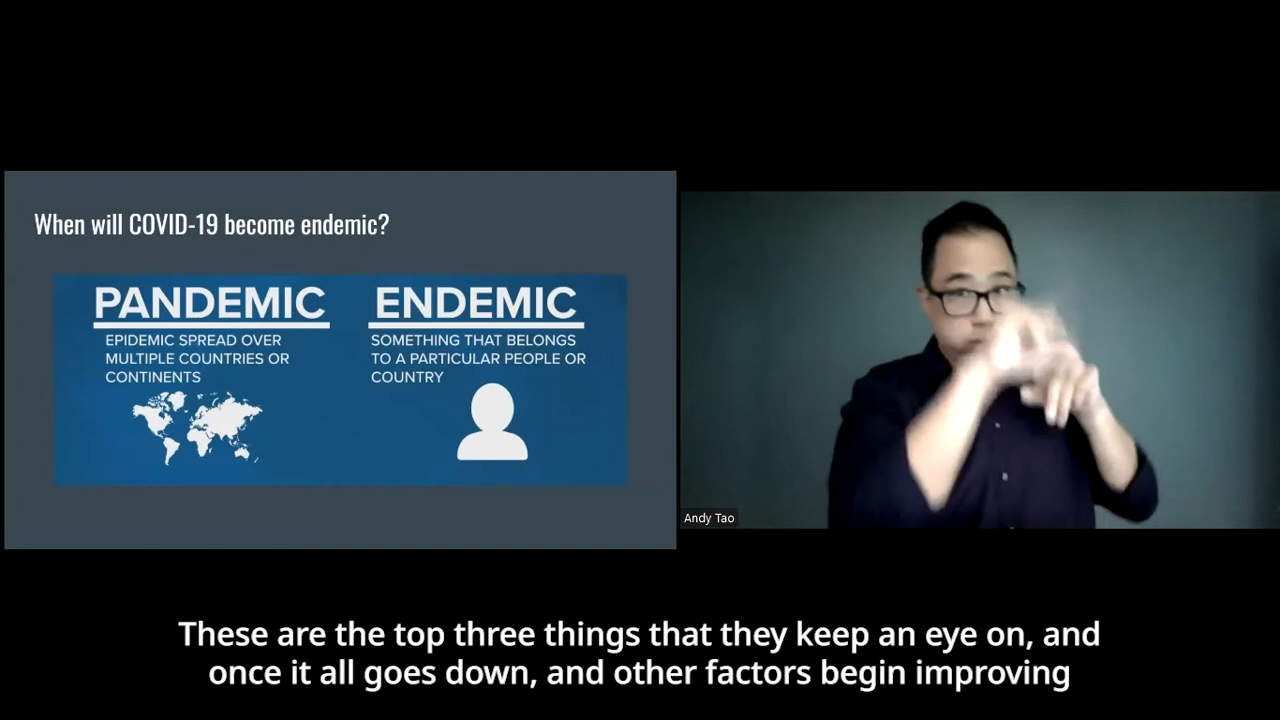 When will COVID-19 become endemic?
PANDEMIC
EPIDEMIC SPREAD OVER
MULTIPLE COUNTRIES OR
CONTINENTS
ENDEMIC
SOMETHING THAT BELONGS
TO A PARTICULAR PEOPLE OR
COUNTRY
Andy Tao
These are the top three things that they keep an eye on, and
once it all goes down, and other factors begin improving